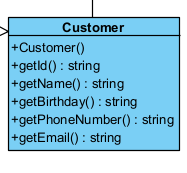 Customer
+Customer()
+getId() : string
+getName() : string
+getBirthday() : string
+getPhoneNumber() : string
+getEmail() : string